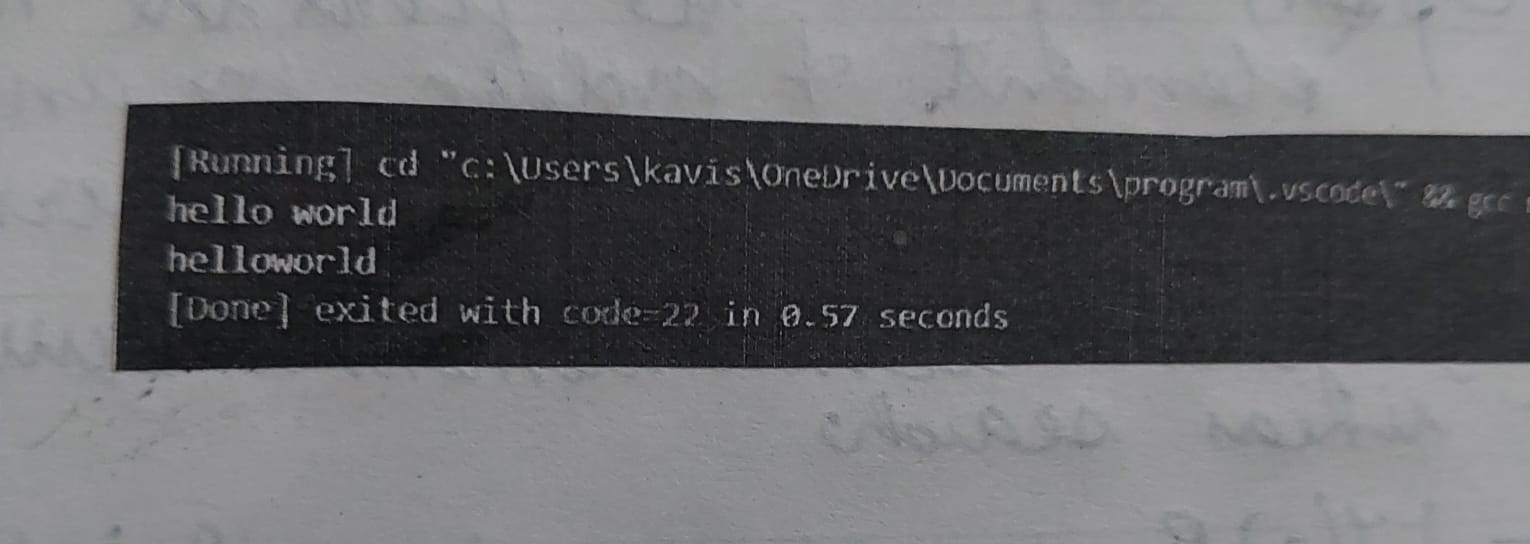 [Running] cd "c:\Users\kavis\OneDrive\Documents\program\.vscode\" && gcc
hello world
helloworld
[Done] exited with code=22 in 0.57 seconds